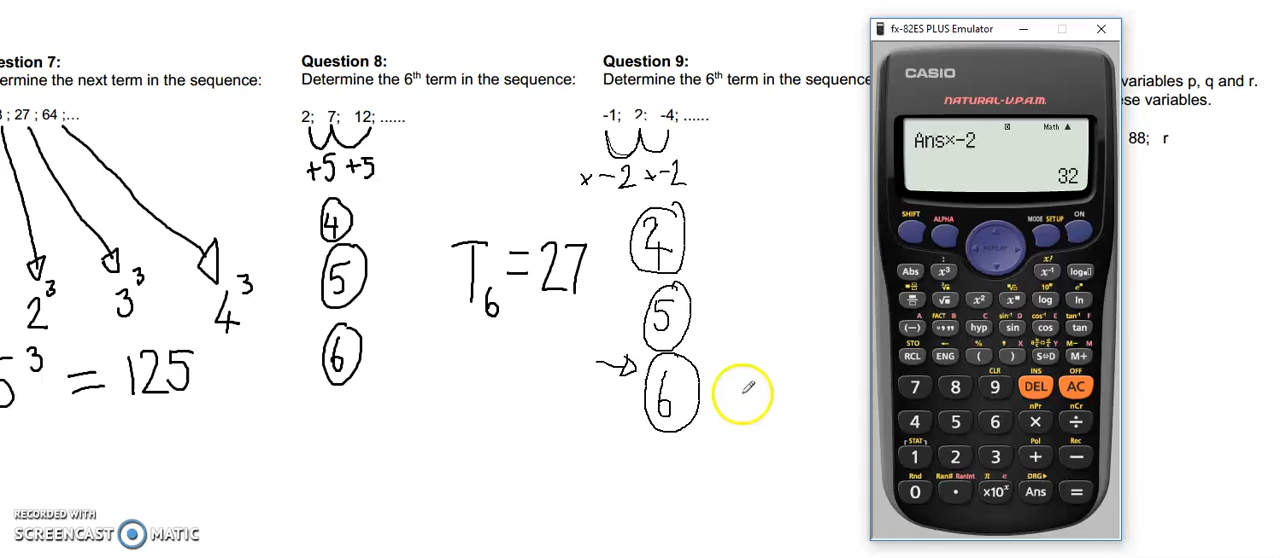 estion 7:
ermine the next term in the sequence:
; 27 ; 64 ;...
2³ 3³ 4³
5³ = 125
Question 8:
Determine the 6th term in the sequence:
2; 7; 12; ......
+5 +5
4
5
6
T6 = 27
Question 9:
Determine the 6th term in the sequence
-1; 2; -4; ......
x -2 x -2
4
5
6
variables p, q and r.
ese variables.
88; r
fx-82ES PLUS Emulator
CASIO
NATURAL-V.P.A.M.
Math
Ans×-2
32
SHIFT ALPHA MODE SETUP ON
REPLAY
Abs x³ x⁻¹ log
x² log ln
(−) hyp sin cos tan
RCL ENG ( ) S⇔D M+
7 8 9 DEL AC
4 5 6 × ÷
1 2 3 + −
0 . ×10ˣ Ans =
RECORDED WITH
SCREENCAST MATIC